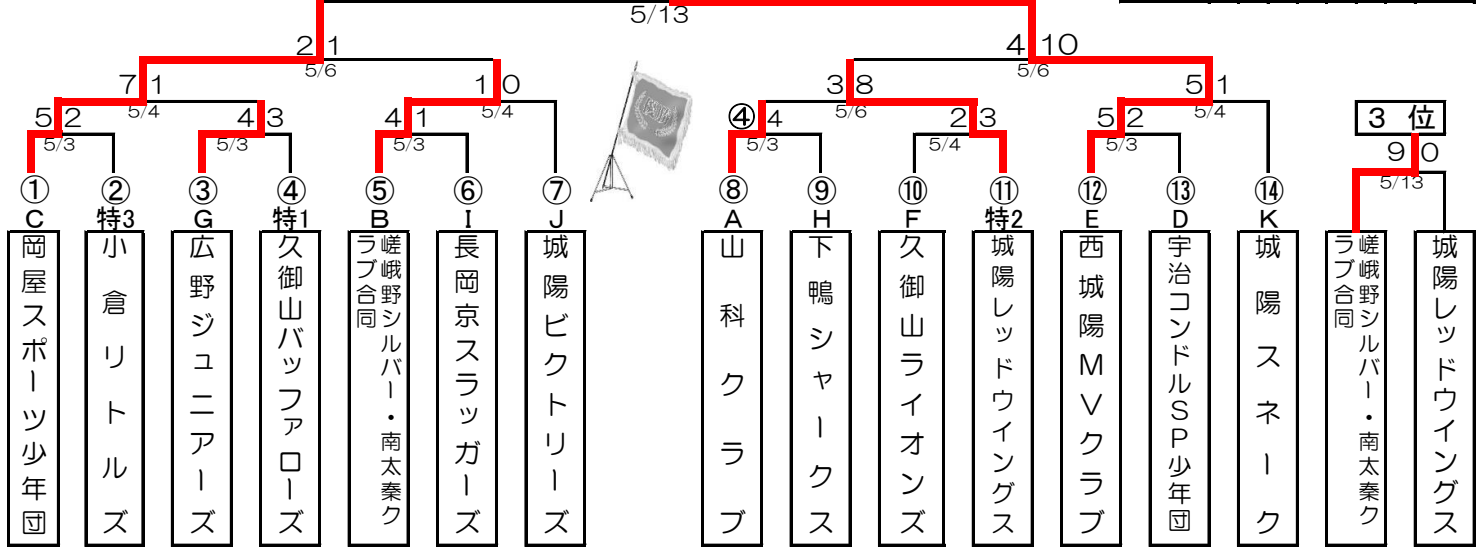 5/13
2 1
5/6
4 10
5/6
7 1
5/4
1 0
5/4
3 8
5/6
5 1
5/4
5 2
5/3
4 3
5/3
4 1
5/3
④ 4
5/3
2 3
5/4
5 2
5/3
3 位
9 0
5/13
① ② ③ ④ ⑤ ⑥ ⑦ ⑧ ⑨ ⑩ ⑪ ⑫ ⑬ ⑭
C 特3 G 特1 B I J A H F 特2 E D K
岡屋スポーツ少年団
小倉リトルズ
広野ジュニアーズ
久御山バッファローズ
嵯峨野シルバー・南太秦ク
ラブ合同
長岡京スラッガーズ
城陽ビクトリーズ
山科クラブ
下鴨シャークス
久御山ライオンズ
城陽レッドウイングス
西城陽MVクラブ
宇治コンドルSP少年団
城陽スネーク
嵯峨野シルバー・南太秦ク
ラブ合同
城陽レッドウイングス